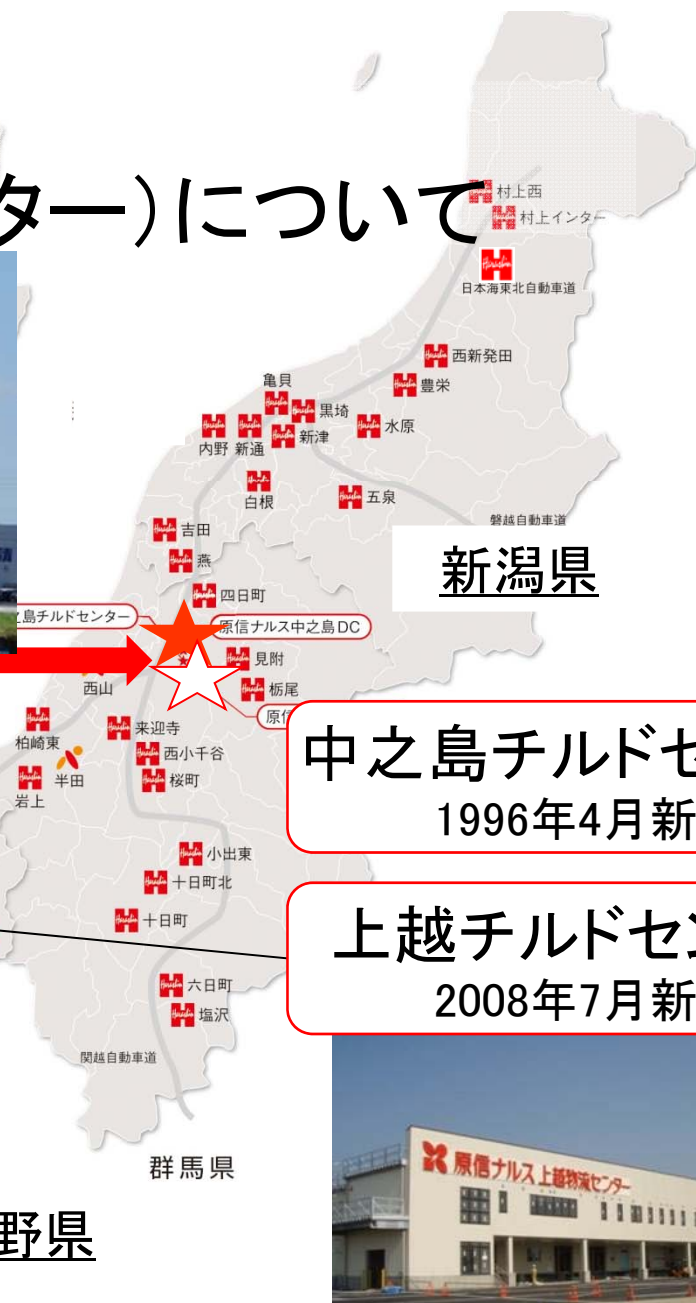 ター)について
村上西
村上インター
日本海東北自動車道
西新発田
豊栄
亀貝
黒埼
水原
内野
新通
新津
白根
五泉
磐越自動車道
吉田
新潟県
燕
四日町
之島チルドセンター
原信ナルス中之島DC
見附
西山
栃尾
原信
柏崎東
来迎寺
半田
西小千谷
岩上
桜町
中之島チルドセ
1996年4月新
小出東
十日町北
十日町
上越チルドセン
2008年7月新
六日町
塩沢
関越自動車道
群馬県
原信ナルス 上越物流センター
野県